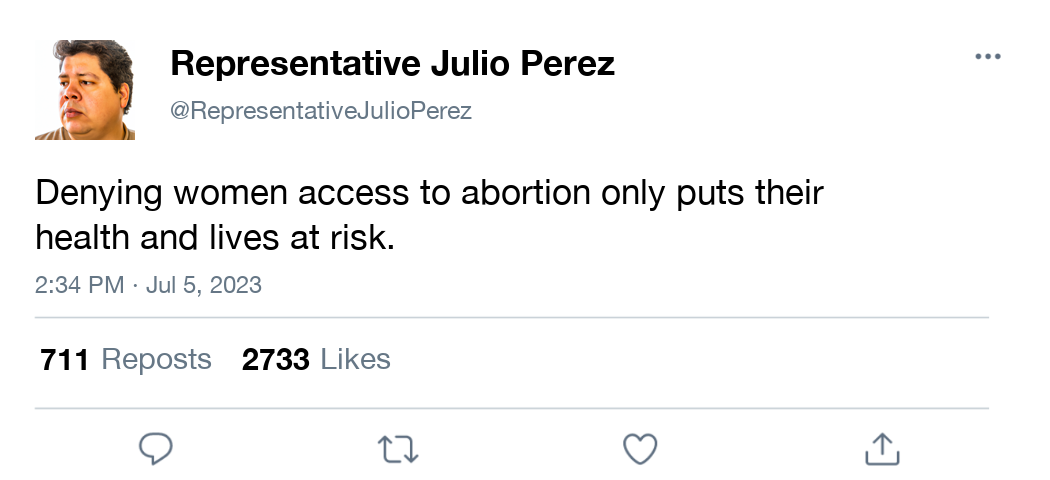 Representative Julio Perez
@RepresentativeJulioPerez
Denying women access to abortion only puts their
health and lives at risk.
2:34 PM · Jul 5, 2023
711 Reposts 2733 Likes